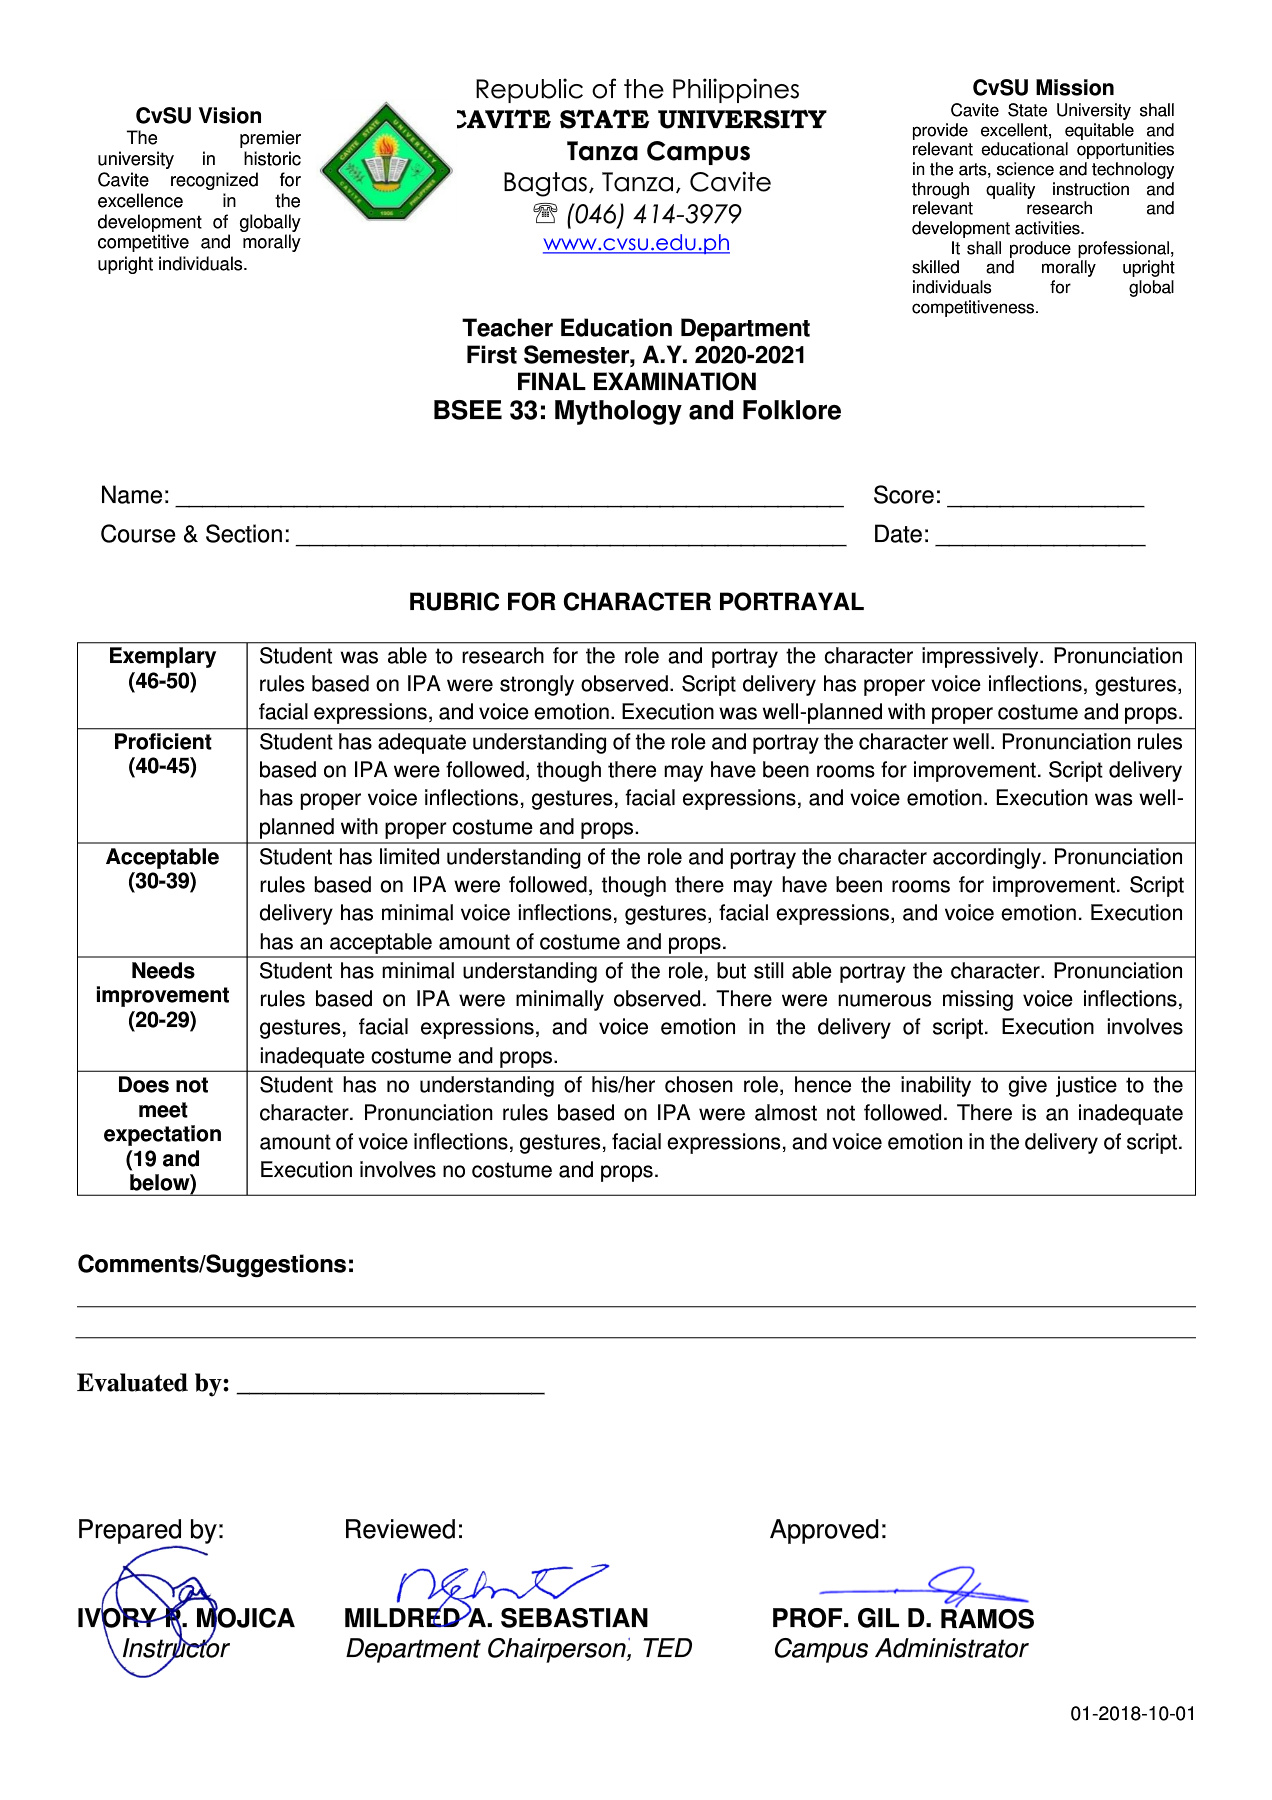 CvSU Vision
The premier
university in historic
Cavite recognized for
excellence in the
development of globally
competitive and morally
upright individuals.
Republic of the Philippines
CAVITE STATE UNIVERSITY
Tanza Campus
Bagtas, Tanza, Cavite
☏ (046) 414-3979
www.cvsu.edu.ph
CvSU Mission
Cavite State University shall
provide excellent, equitable and
relevant educational opportunities
in the arts, science and technology
through quality instruction and
relevant research and
development activities.
It shall produce professional,
skilled and morally upright
individuals for global
competitiveness.
Teacher Education Department
First Semester, A.Y. 2020-2021
FINAL EXAMINATION
BSEE 33: Mythology and Folklore
Name: ____________________ Score: ____________________
Course & Section: ____________________ Date: ____________________
RUBRIC FOR CHARACTER PORTRAYAL
Exemplary
(46-50)
Student was able to research for the role and portray the character impressively. Pronunciation
rules based on IPA were strongly observed. Script delivery has proper voice inflections, gestures,
facial expressions, and voice emotion. Execution was well-planned with proper costume and props.
Proficient
(40-45)
Student has adequate understanding of the role and portray the character well. Pronunciation rules
based on IPA were followed, though there may have been rooms for improvement. Script delivery
has proper voice inflections, gestures, facial expressions, and voice emotion. Execution was well-
planned with proper costume and props.
Acceptable
(30-39)
Student has limited understanding of the role and portray the character accordingly. Pronunciation
rules based on IPA were followed, though there may have been rooms for improvement. Script
delivery has minimal voice inflections, gestures, facial expressions, and voice emotion. Execution
has an acceptable amount of costume and props.
Needs
improvement
(20-29)
Student has minimal understanding of the role, but still able portray the character. Pronunciation
rules based on IPA were minimally observed. There were numerous missing voice inflections,
gestures, facial expressions, and voice emotion in the delivery of script. Execution involves
inadequate costume and props.
Does not
meet
expectation
(19 and
below)
Student has no understanding of his/her chosen role, hence the inability to give justice to the
character. Pronunciation rules based on IPA were almost not followed. There is an inadequate
amount of voice inflections, gestures, facial expressions, and voice emotion in the delivery of script.
Execution involves no costume and props.
Comments/Suggestions:
Evaluated by: ____________________
Prepared by: Reviewed: Approved:
IVORY P. MOJICA MILDRED A. SEBASTIAN PROF. GIL D. RAMOS
Instructor Department Chairperson, TED Campus Administrator
01-2018-10-01